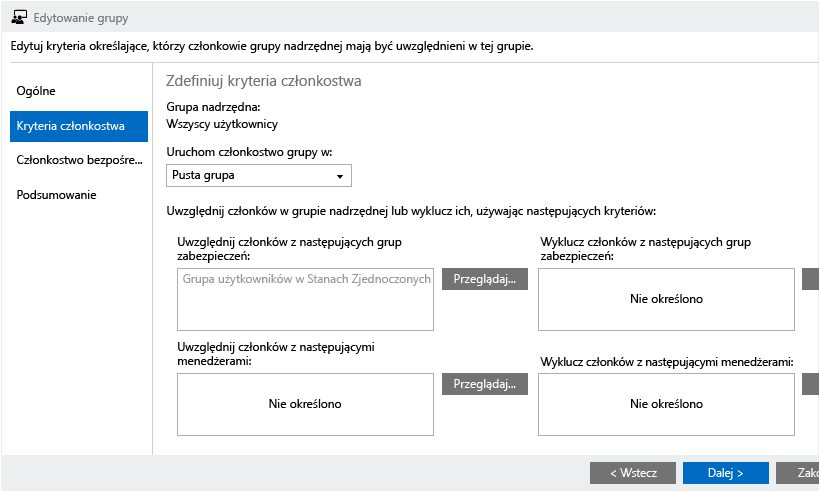 Edytowanie grupy
Edytuj kryteria określające, którzy członkowie grupy nadrzędnej mają być uwzględnieni w tej grupie.
Ogólne
Kryteria członkostwa
Członkostwo bezpośre...
Podsumowanie
Zdefiniuj kryteria członkostwa
Grupa nadrzędna:
Wszyscy użytkownicy
Uruchom członkostwo grupy w:
Pusta grupa
Uwzględnij członków w grupie nadrzędnej lub wyklucz ich, używając następujących kryteriów:
Uwzględnij członków z następujących grup
zabezpieczeń:
Grupa użytkowników w Stanach Zjednoczonych
Przeglądaj...
Wyklucz członków z następujących grup
zabezpieczeń:
Nie określono
Uwzględnij członków z następującymi
menedżerami:
Nie określono
Przeglądaj...
Wyklucz członków z następującymi menedżerami:
Nie określono
< Wstecz
Dalej >
Zako